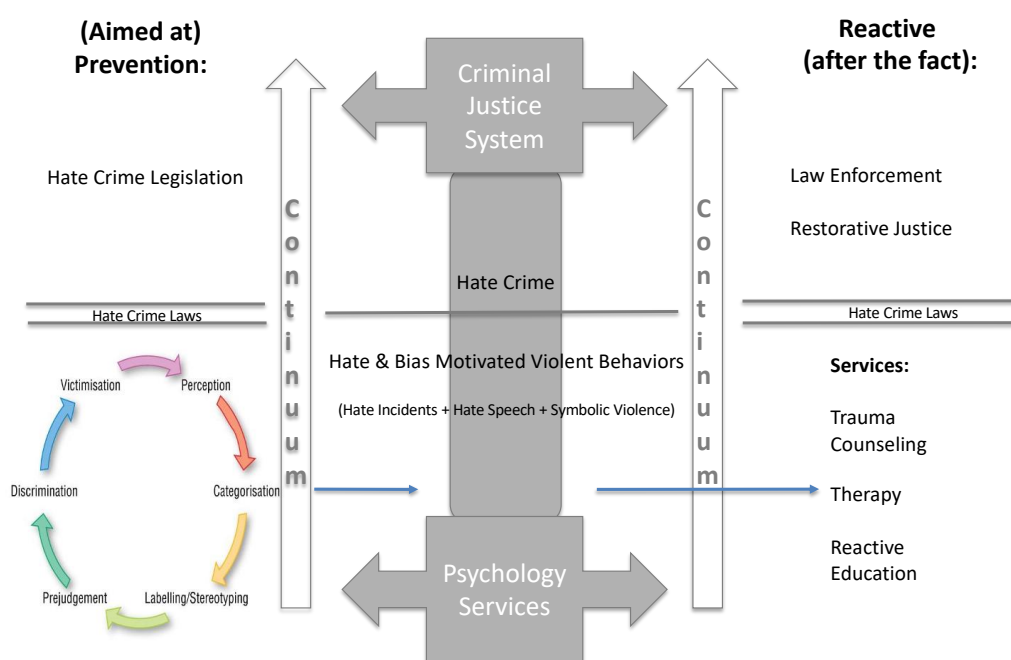 (Aimed at)
Prevention:
Hate Crime Legislation
Hate Crime Laws
Victimisation
Perception
Discrimination
Categorisation
Prejudgement
Labelling/Stereotyping
Continuum
Criminal
Justice
System
Hate Crime
Hate & Bias Motivated Violent Behaviors
(Hate Incidents + Hate Speech + Symbolic Violence)
Psychology
Services
Continuum
Reactive
(after the fact):
Law Enforcement
Restorative Justice
Hate Crime Laws
Services:
Trauma
Counseling
Therapy
Reactive
Education